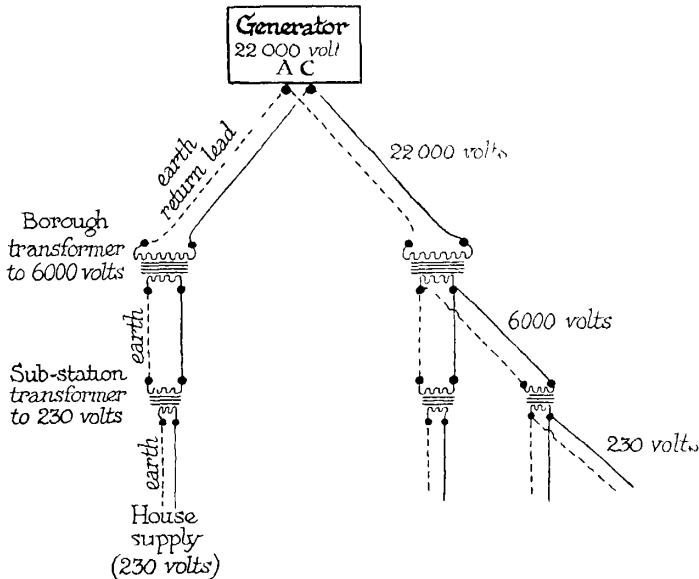 Generator
22 000 volt
A C
earth
return lead
22 000 volts
Borough
transformer
to 6000 volts
earth
6000 volts
Sub-station
transformer
to 230 volts
230 volts
earth
House
supply
(230 volts)